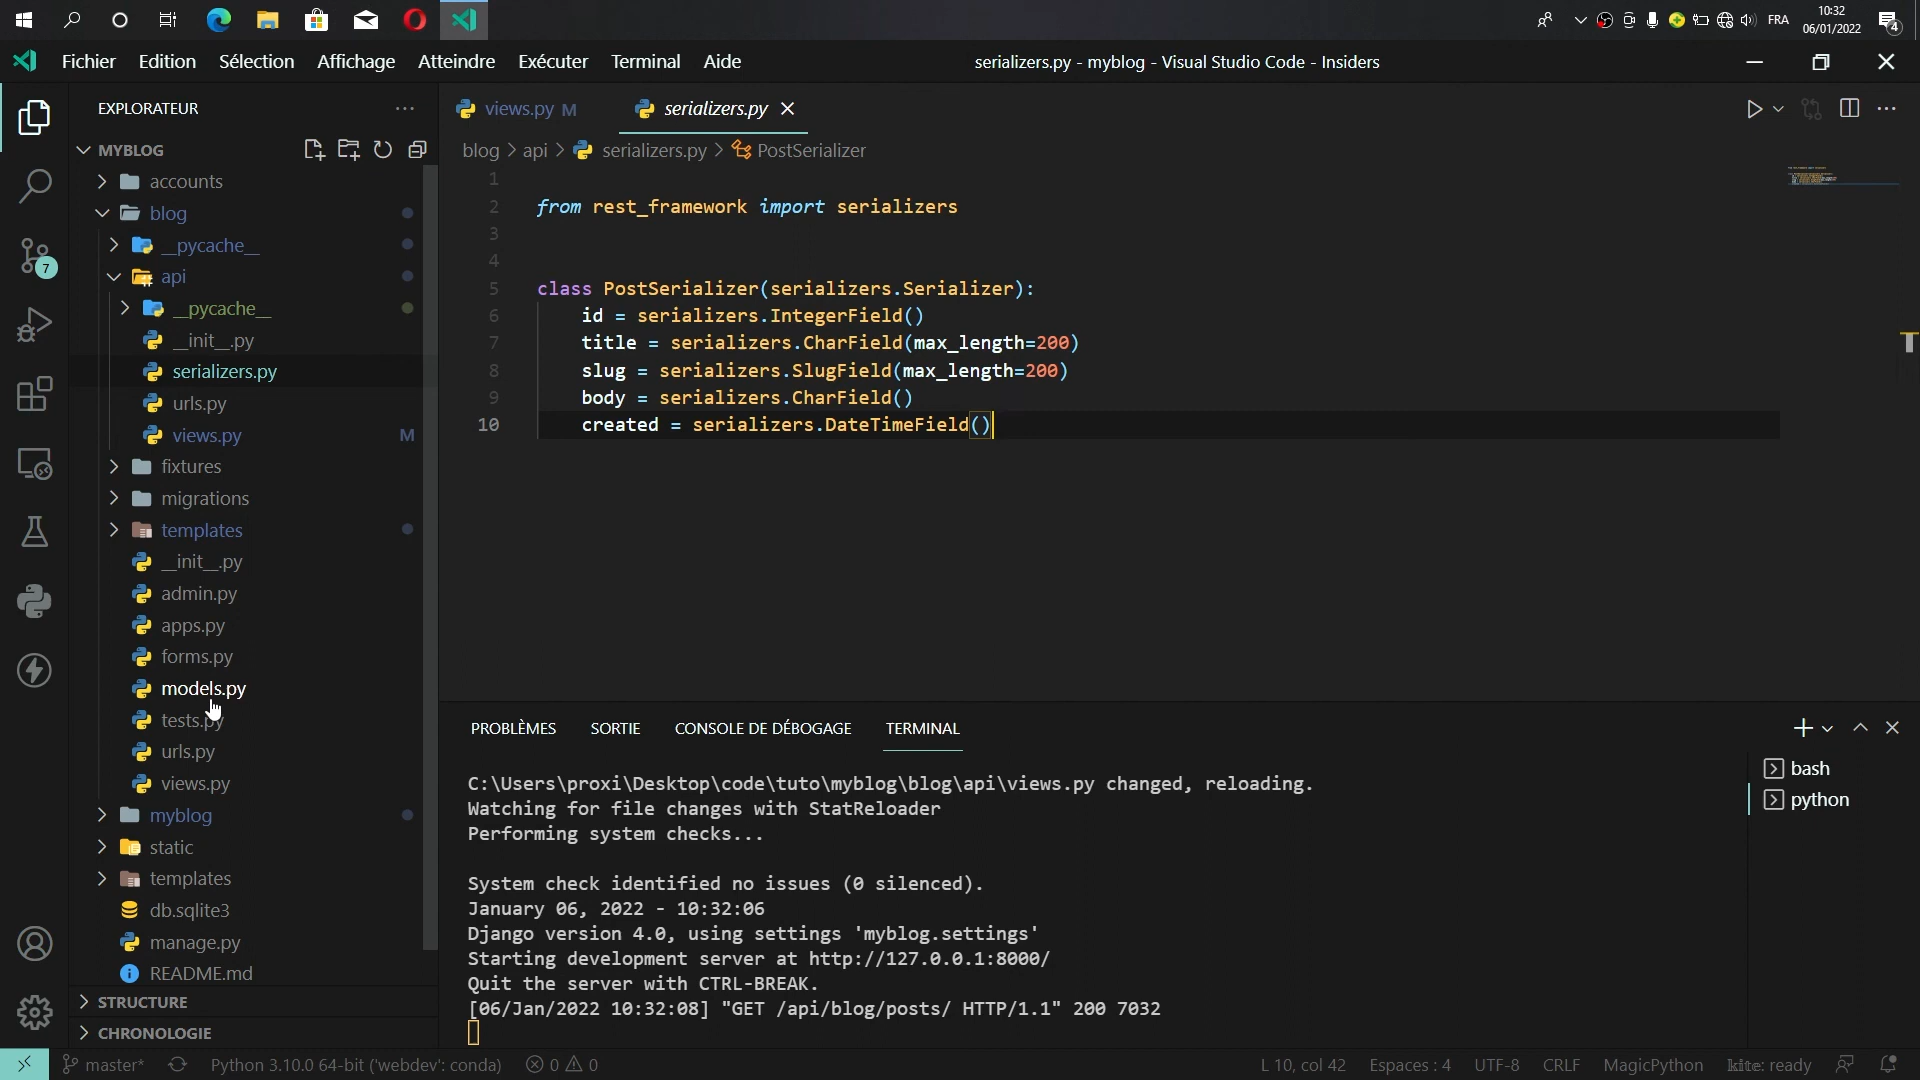 FRA
10:32
06/01/2022
4
Fichier Edition Sélection Affichage Atteindre Exécuter Terminal Aide
serializers.py - myblog - Visual Studio Code - Insiders
EXPLORATEUR
MYBLOG
accounts
blog
__pycache__
api
__pycache__
__init__.py
serializers.py
urls.py
views.py M
fixtures
migrations
templates
__init__.py
admin.py
apps.py
forms.py
models.py
tests.py
urls.py
views.py
myblog
static
templates
db.sqlite3
manage.py
README.md
STRUCTURE
CHRONOLOGIE
7
views.py M
serializers.py
blog > api > serializers.py > PostSerializer
1
2 from rest_framework import serializers
3
4
5 class PostSerializer(serializers.Serializer):
6 id = serializers.IntegerField()
7 title = serializers.CharField(max_length=200)
8 slug = serializers.SlugField(max_length=200)
9 body = serializers.CharField()
10 created = serializers.DateTimeField()
PROBLÈMES SORTIE CONSOLE DE DÉBOGAGE TERMINAL
C:\Users\proxi\Desktop\code\tuto\myblog\blog\api\views.py changed, reloading.
Watching for file changes with StatReloader
Performing system checks...
System check identified no issues (0 silenced).
January 06, 2022 - 10:32:06
Django version 4.0, using settings 'myblog.settings'
Starting development server at http://127.0.0.1:8000/
Quit the server with CTRL-BREAK.
[06/Jan/2022 10:32:08] "GET /api/blog/posts/ HTTP/1.1" 200 7032
bash
python
master* Python 3.10.0 64-bit ('webdev': conda) 0 0 L 10, col 42 Espaces : 4 UTF-8 CRLF MagicPython kite: ready